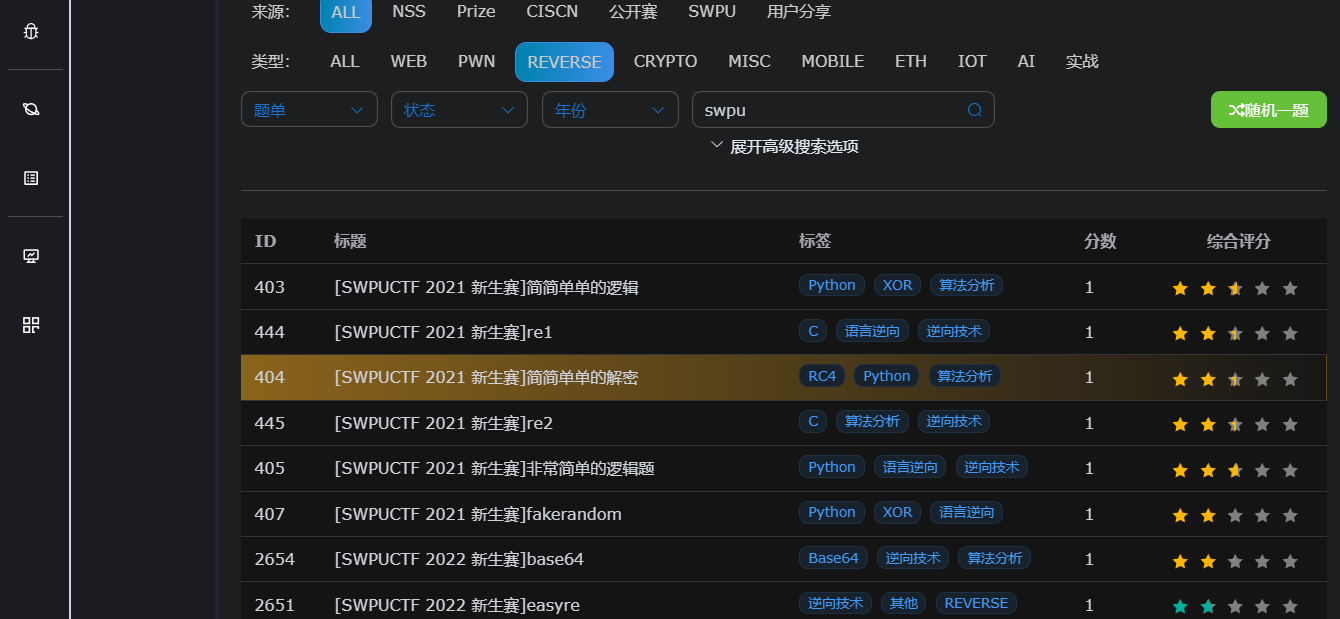 来源: ALL NSS Prize CISCN 公开赛 SWPU 用户分享
类型: ALL WEB PWN REVERSE CRYPTO MISC MOBILE ETH IOT AI 实战
题单 状态 年份 swpu 随机一题
展开高级搜索选项
ID 标题 标签 分数 综合评分
403 [SWPUCTF 2021 新生赛]简简单单的逻辑 Python XOR 算法分析 1
444 [SWPUCTF 2021 新生赛]re1 C 语言逆向 逆向技术 1
404 [SWPUCTF 2021 新生赛]简简单单的解密 RC4 Python 算法分析 1
445 [SWPUCTF 2021 新生赛]re2 C 算法分析 逆向技术 1
405 [SWPUCTF 2021 新生赛]非常简单的逻辑题 Python 语言逆向 逆向技术 1
407 [SWPUCTF 2021 新生赛]fakerandom Python XOR 语言逆向 1
2654 [SWPUCTF 2022 新生赛]base64 Base64 逆向技术 算法分析 1
2651 [SWPUCTF 2022 新生赛]easyre 逆向技术 其他 REVERSE 1